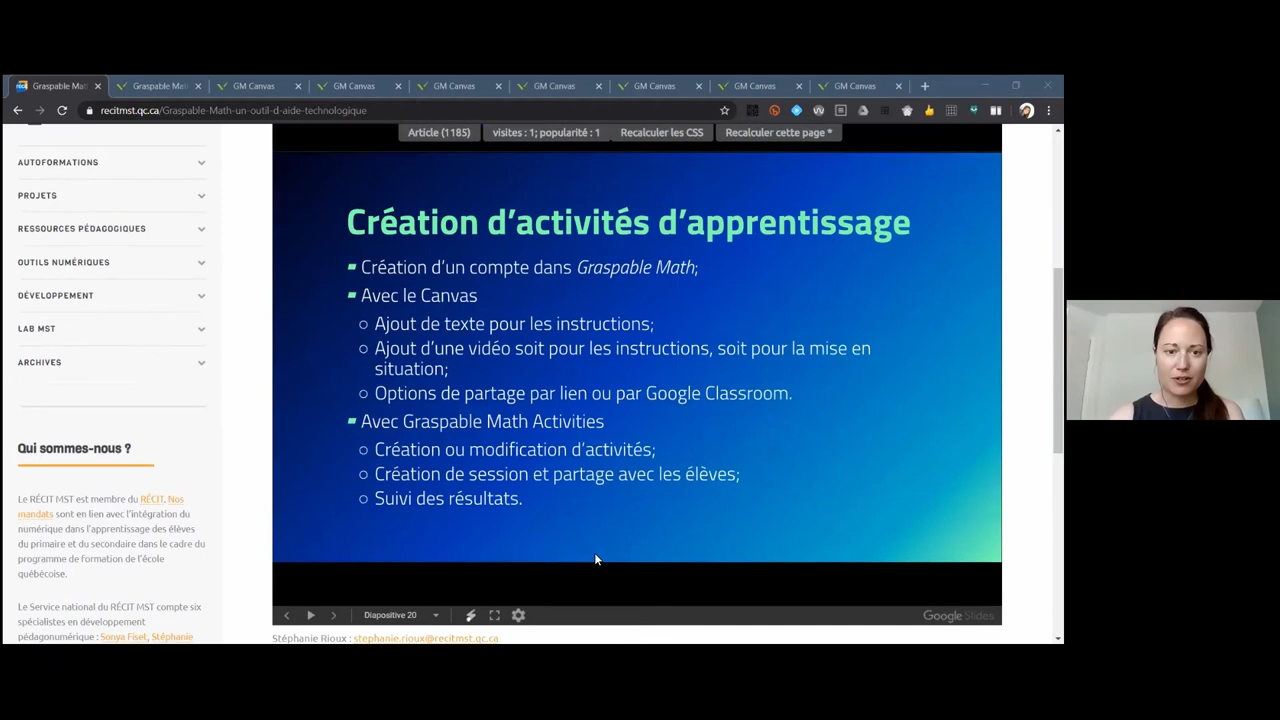 Graspable Mat
Graspable Mat
GM Canvas
GM Canvas
GM Canvas
GM Canvas
GM Canvas
GM Canvas
GM Canvas
recitmst.qc.ca/Graspable-Math-un-outil-d-aide-technologique
Article (1185)
visites : 1; popularité : 1
Recalculer les CSS
Recalculer cette page *
AUTOFORMATIONS
PROJETS
RESSOURCES PÉDAGOGIQUES
OUTILS NUMÉRIQUES
DÉVELOPPEMENT
LAB MST
ARCHIVES
Qui sommes-nous ?
Le RÉCIT MST est membre du RÉCIT. Nos
mandats sont en lien avec l'intégration du
numérique dans l'apprentissage des élèves
du primaire et du secondaire dans le cadre du
programme de formation de l'école
québécoise.
Le Service national du RÉCIT MST compte six
spécialistes en développement
pédagonumérique : Sonya Fiset, Stéphanie
Création d'activités d'apprentissage
Création d'un compte dans Graspable Math;
Avec le Canvas
Ajout de texte pour les instructions;
Ajout d'une vidéo soit pour les instructions, soit pour la mise en
situation;
Options de partage par lien ou par Google Classroom.
Avec Graspable Math Activities
Création ou modification d'activités;
Création de session et partage avec les élèves;
Suivi des résultats.
Diapositive 20
Google Slides
Stéphanie Rioux : stephanie.rioux@recitmst.qc.ca